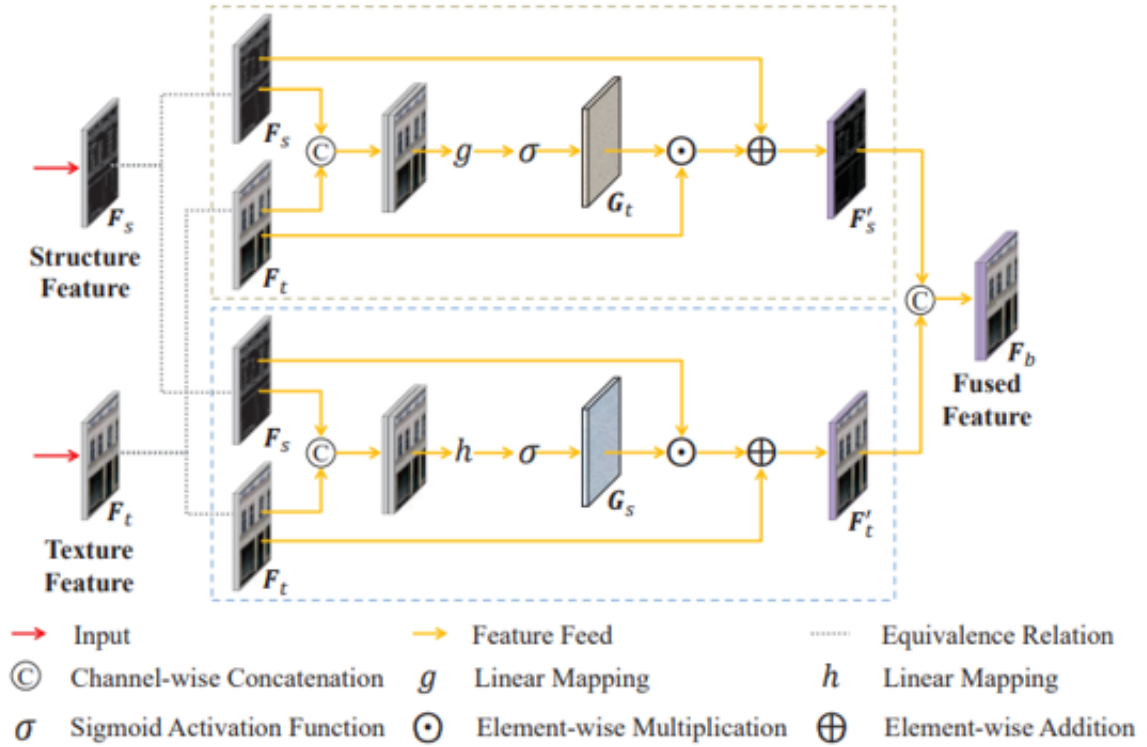 F_s
F_s
C
g
σ
G_t
F'_s
Structure
Feature
F_t
C
F_b
Fused
Feature
F_s
C
h
σ
G_s
F'_t
F_t
Texture
Feature
F_t
Input
Feature Feed
Equivalence Relation
C Channel-wise Concatenation
g Linear Mapping
h Linear Mapping
σ Sigmoid Activation Function
Element-wise Multiplication
Element-wise Addition